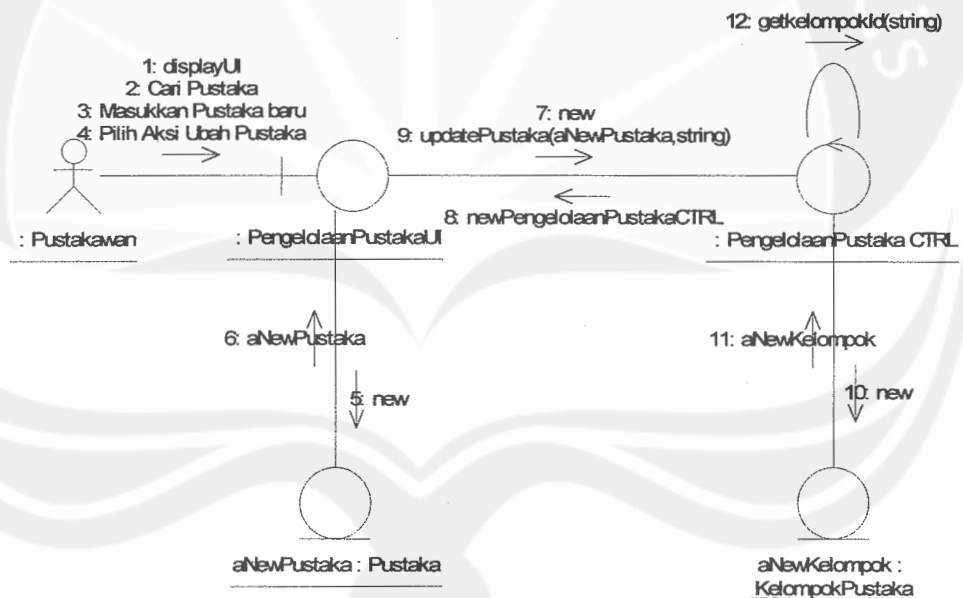 12: getkelompokId(string)
1: displayUI
2: Cari Pustaka
3: Masukkan Pustaka baru
4: Pilih Aksi Ubah Pustaka
7: new
9: updatePustaka(aNewPustaka,string)
8: newPengelolaanPustakaCTRL
: Pustakawan
: PengelolaanPustakaUI
: PengelolaanPustaka CTRL
6: aNewPustaka
11: aNewKelompok
5: new
10: new
aNewPustaka : Pustaka
aNewKelompok :
KelompokPustaka